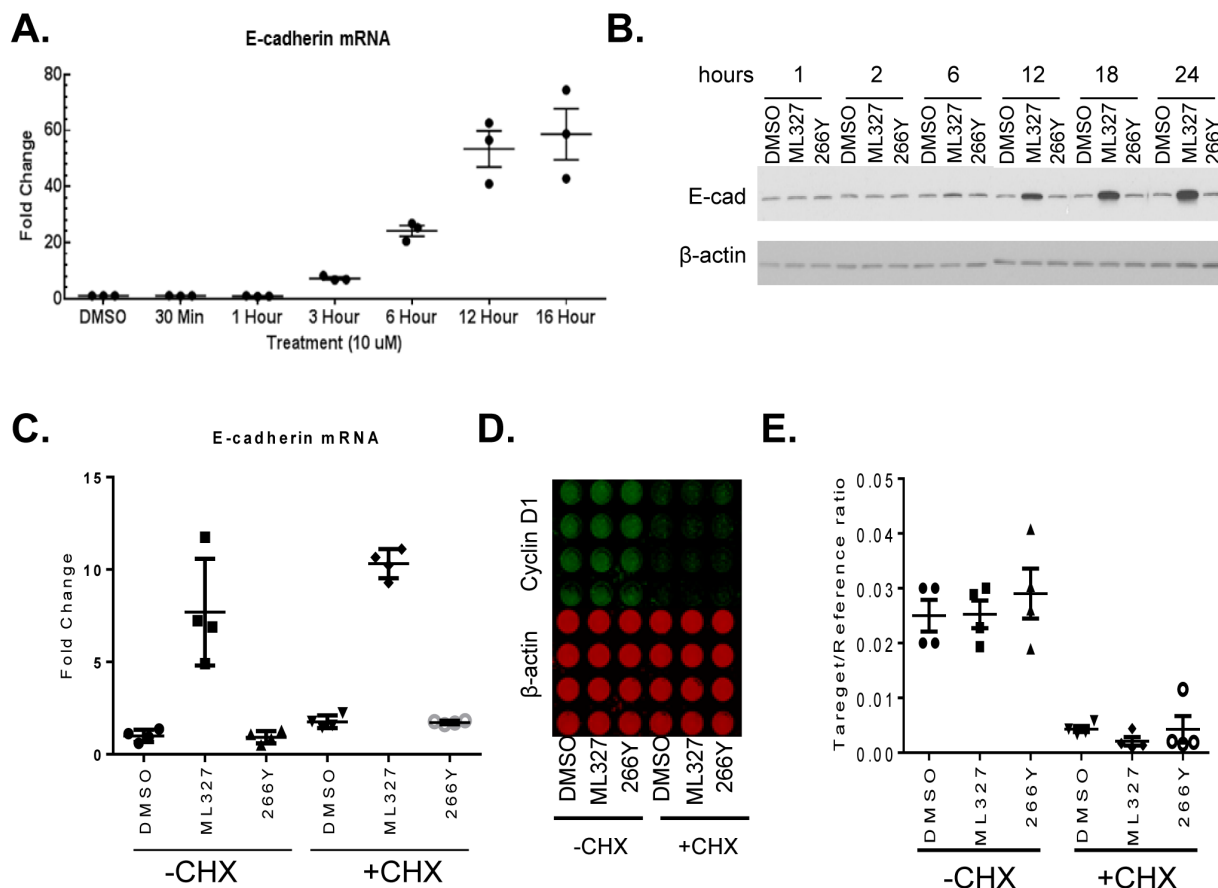 A.
E-cadherin mRNA
80
60
40
20
0
Fold Change
DMSO 30 Min 1 Hour 3 Hour 6 Hour 12 Hour 16 Hour
Treatment (10 uM)
B.
hours 1 2 6 12 18 24
DMSO ML327 266Y DMSO ML327 266Y DMSO ML327 266Y DMSO ML327 266Y DMSO ML327 266Y DMSO ML327 266Y
E-cad
β-actin
C.
E-cadherin mRNA
15
10
5
0
Fold Change
DMSO ML327 266Y DMSO ML327 266Y
-CHX +CHX
D.
Cyclin D1
β-actin
DMSO ML327 266Y DMSO ML327 266Y
-CHX +CHX
E.
0.05
0.04
0.03
0.02
0.01
0.00
Tareget/Reference ratio
DMSO ML327 266Y DMSO ML327 266Y
-CHX +CHX